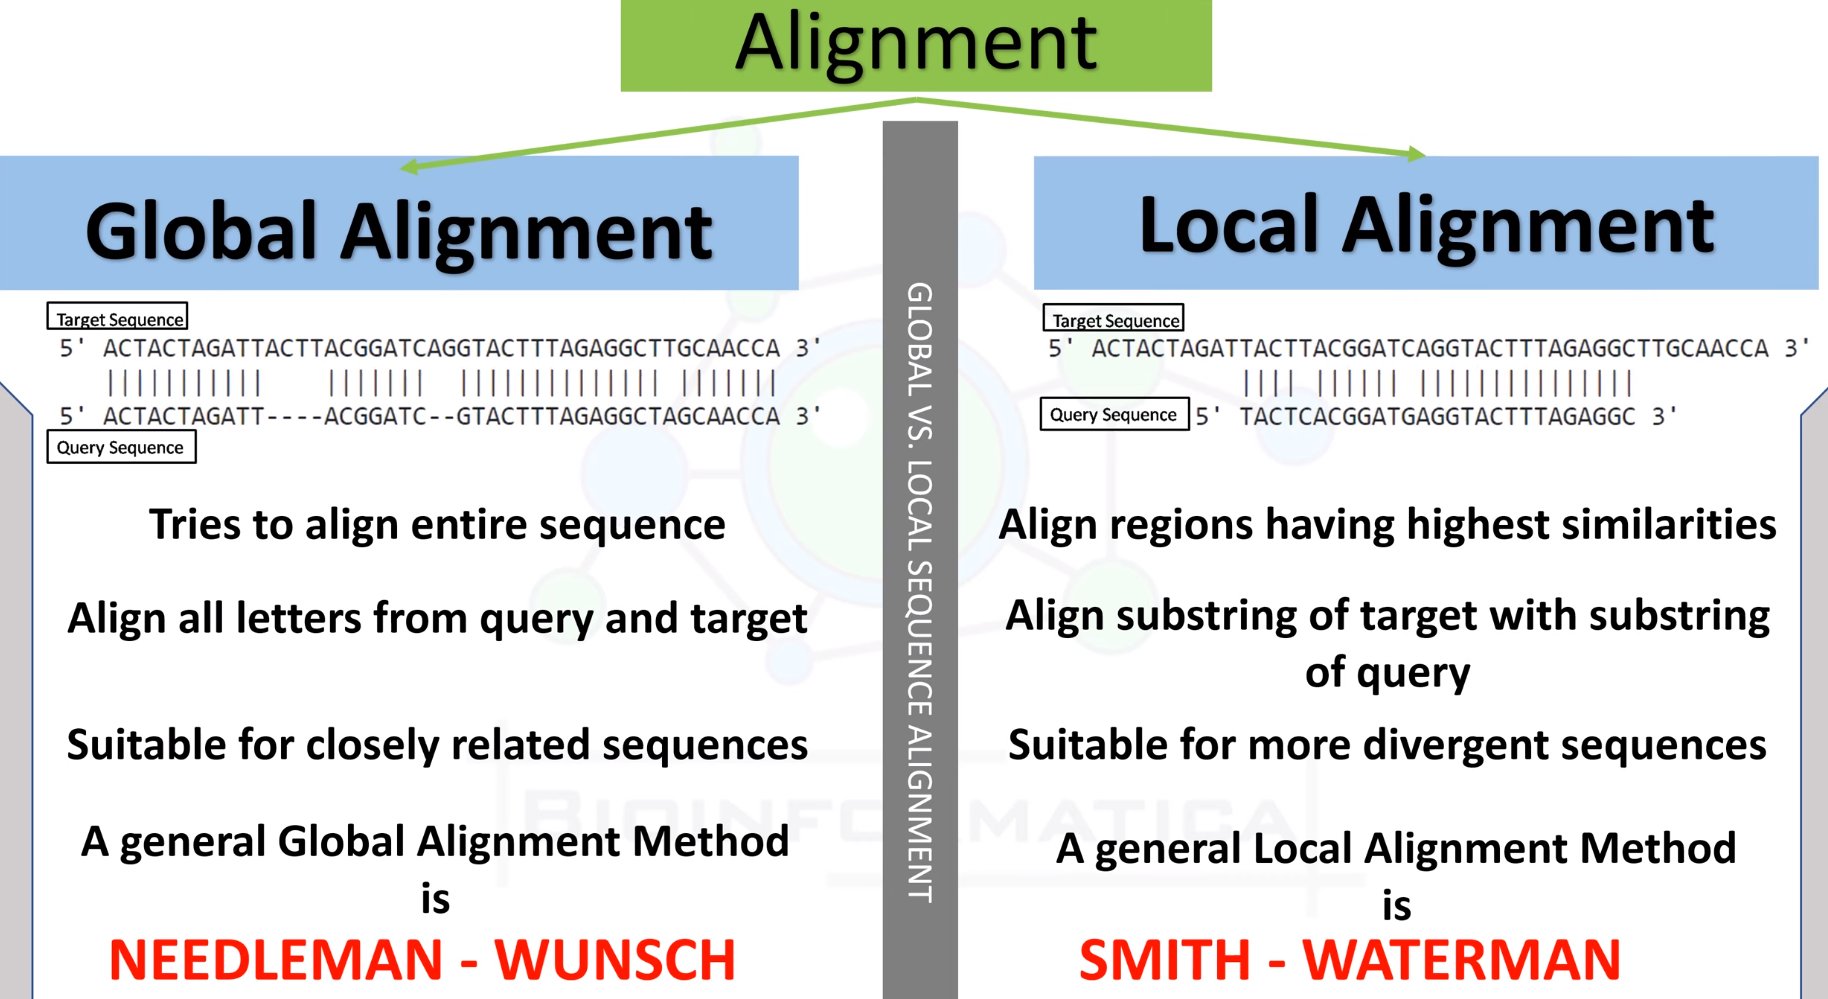 Alignment
Global Alignment
Target Sequence
5' ACTACTAGATTACTTACGGATCAGGTACTTTAGAGGCTTGCAACCA 3'
||||||||||| ||||||| |||||||||||||| |||||||
5' ACTACTAGATT----ACGGATC--GTACTTTAGAGGCTAGCAACCA 3'
Query Sequence
Tries to align entire sequence
Align all letters from query and target
Suitable for closely related sequences
A general Global Alignment Method
is
NEEDLEMAN - WUNSCH
GLOBAL VS. LOCAL SEQUENCE ALIGNMENT
Local Alignment
Target Sequence
5' ACTACTAGATTACTTACGGATCAGGTACTTTAGAGGCTTGCAACCA 3'
|||| |||||| |||||||||||||||
Query Sequence 5' TACTCACGGATGAGGTACTTTAGAGGC 3'
Align regions having highest similarities
Align substring of target with substring
of query
Suitable for more divergent sequences
A general Local Alignment Method
is
SMITH - WATERMAN
BIOINFORMATICA